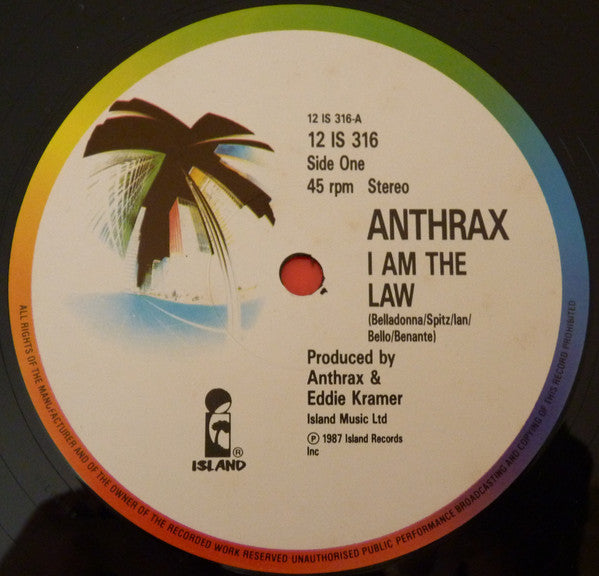 12 IS 316-A
12 IS 316
Side One
45 rpm Stereo
ANTHRAX
I AM THE
LAW
(Belladonna/Spitz/Ian/
Bello/Benante)
Produced by
Anthrax &
Eddie Kramer
Island Music Ltd
Ⓟ 1987 Island Records
Inc
®
ISLAND
ALL RIGHTS OF THE MANUFACTURER AND OF THE OWNER OF THE RECORDED WORK RESERVED UNAUTHORISED PUBLIC PERFORMANCE BROADCASTING AND COPYING OF THIS RECORD PROHIBITED